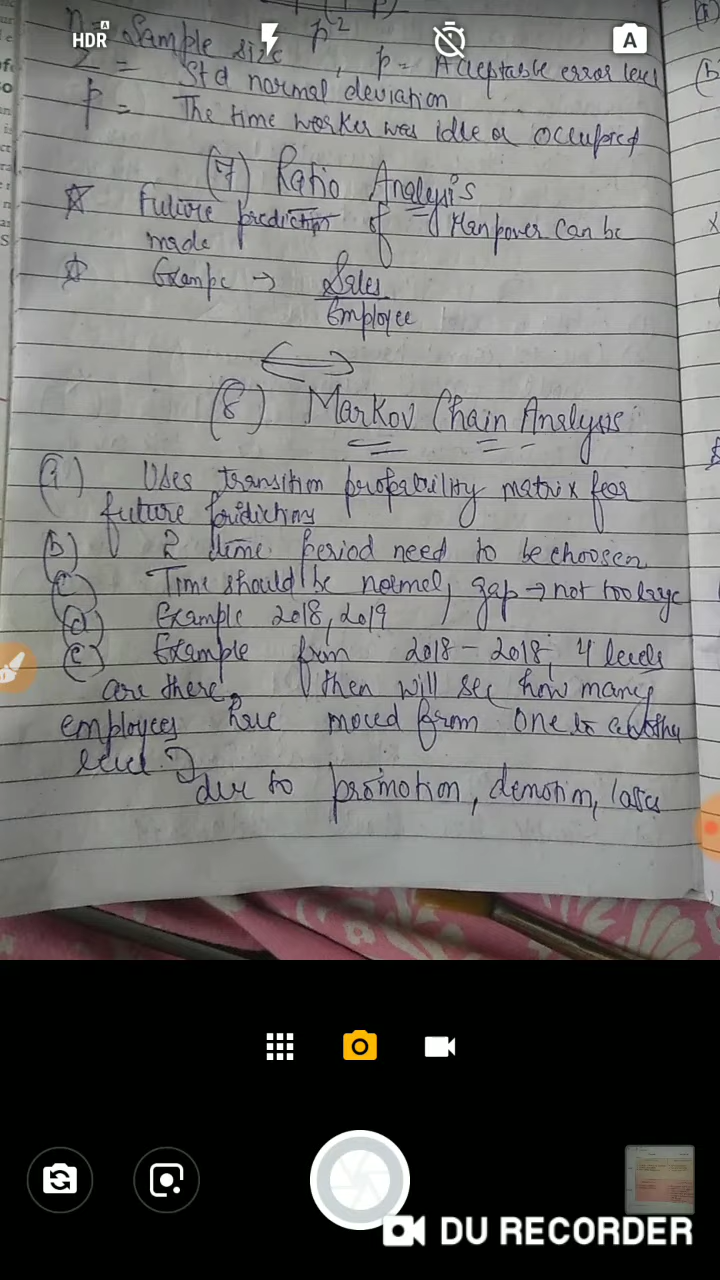 HDR
A
n = Sample size p2
= Std normal deviation , p = Acceptable error level
p = The time worker was idle or occupied
(7) Ratio Analysis
Future prediction of Manpower can be
made
Exampe → Sales
Employee
(8) Markov Chain Analysis
(a) Uses transition probability matrix for
future
(b) 2 time period need to be choosen
(c) Time should be normal, gap → not too large
(d) Example 2018, 2019
(e) Example from 2018 - 2018, 4 levels
are there. then will see how many
employees have moved from one to another
level
due to promotion, demotion,
DU RECORDER